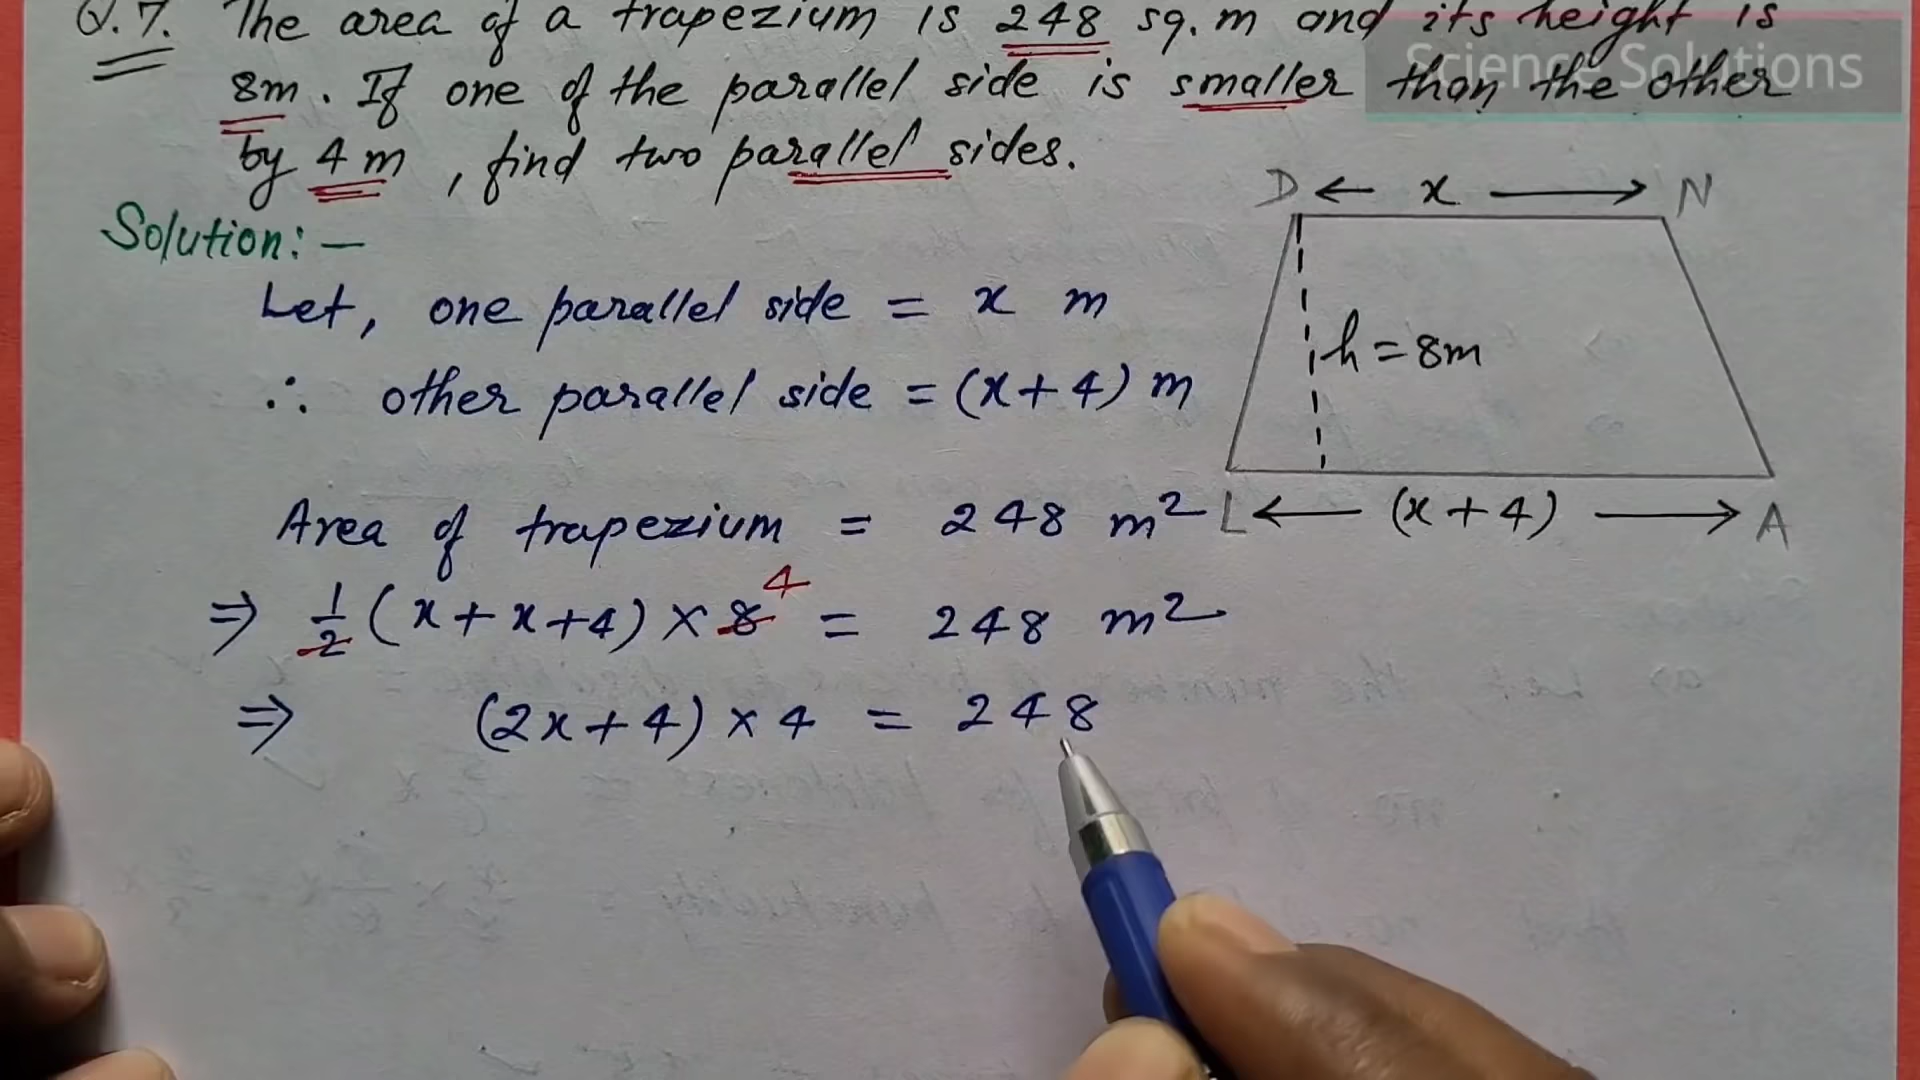 Q.7. The area of a trapezium is 248 sq. m and its height is
8m. If one of the parallel side is smaller than the other
by 4 m, find two parallel sides.
Science Solutions
Solution:-
D ← x → N
Let, one parallel side = x m
h = 8m
∴ other parallel side = (x+4) m
L ← (x+4) → A
Area of trapezium = 248 m²
⇒ 1/2 (x+x+4) × 8 4 = 248 m²
⇒ (2x+4) × 4 = 248